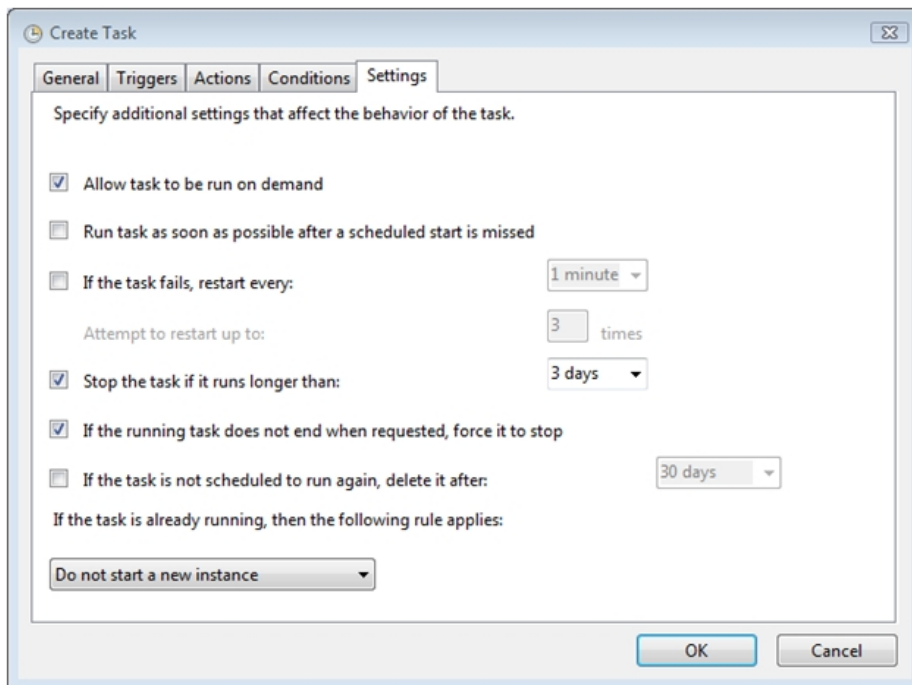 Create Task
General Triggers Actions Conditions Settings
Specify additional settings that affect the behavior of the task.
Allow task to be run on demand
Run task as soon as possible after a scheduled start is missed
If the task fails, restart every: 1 minute
Attempt to restart up to: 3 times
Stop the task if it runs longer than: 3 days
If the running task does not end when requested, force it to stop
If the task is not scheduled to run again, delete it after: 30 days
If the task is already running, then the following rule applies:
Do not start a new instance
OK Cancel